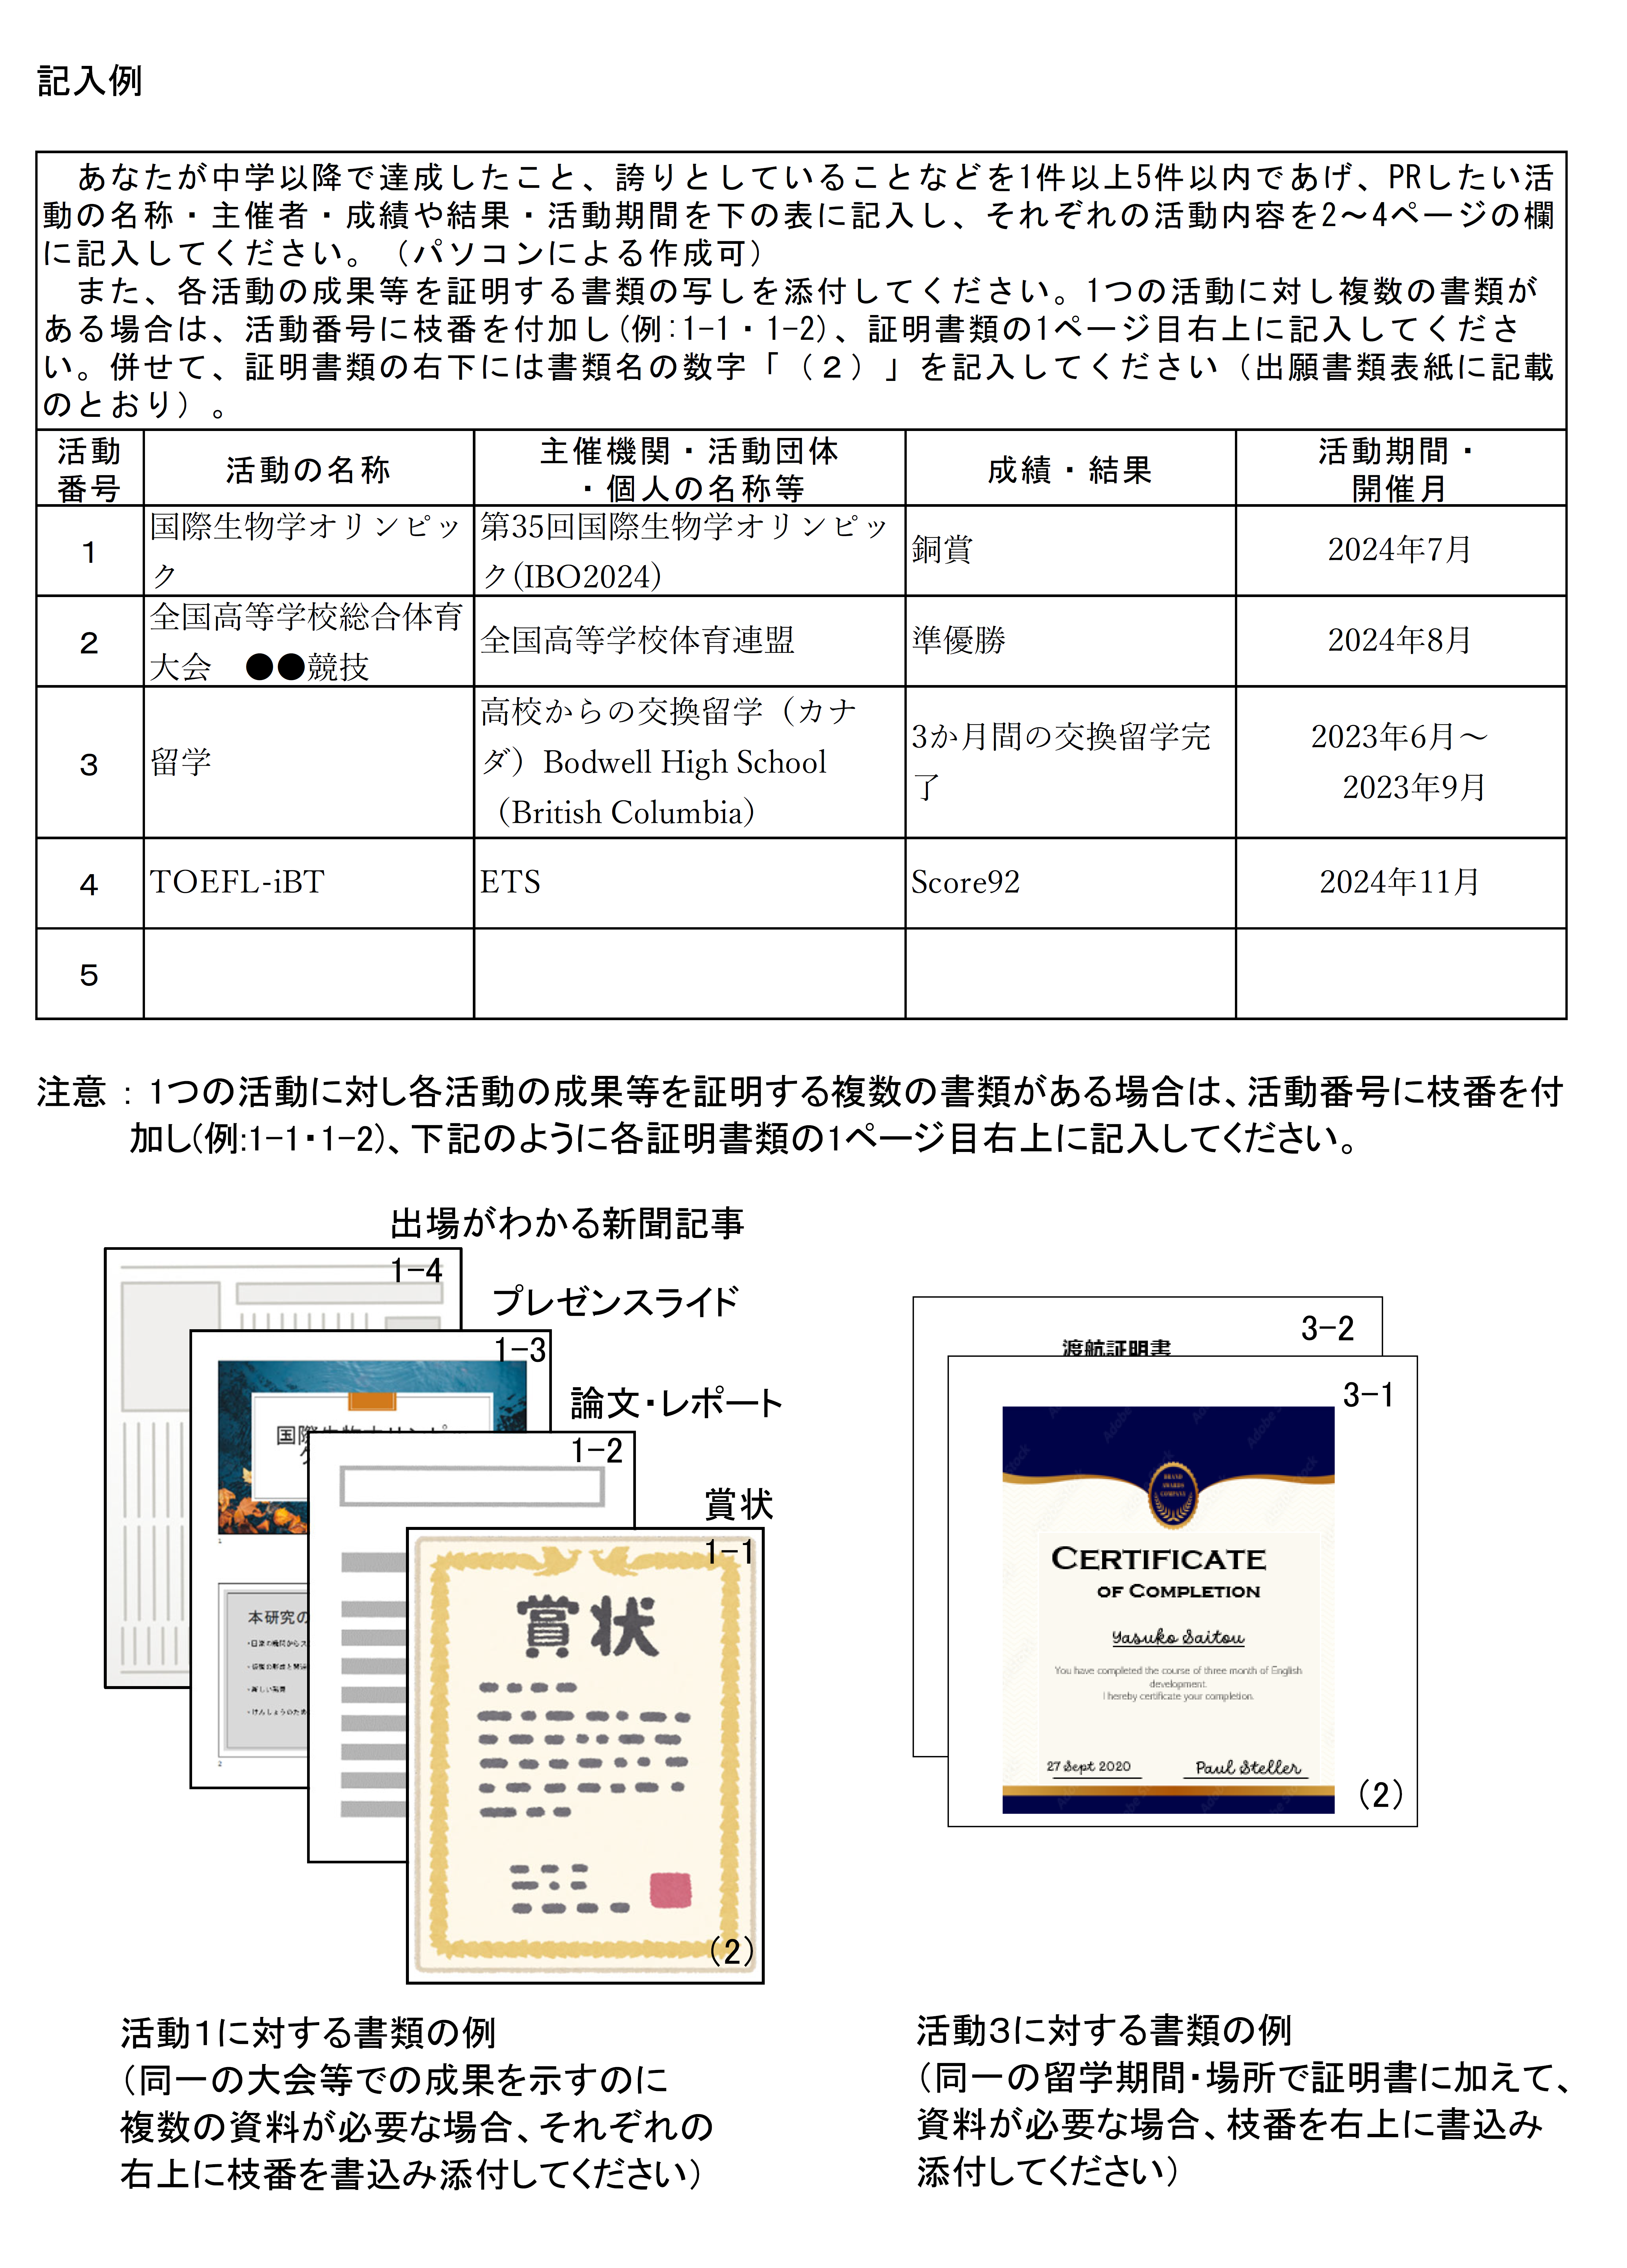 記入例
　あなたが中学以降で達成したこと、誇りとしていることなどを1件以上5件以内であげ、PRしたい活
動の名称・主催者・成績や結果・活動期間を下の表に記入し、それぞれの活動内容を2～4ページの欄
に記入してください。（パソコンによる作成可）
　また、各活動の成果等を証明する書類の写しを添付してください。1つの活動に対し複数の書類が
ある場合は、活動番号に枝番を付加し(例:1-1・1-2)、証明書類の1ページ目右上に記入してくださ
い。併せて、証明書類の右下には書類名の数字「（２）」を記入してください（出願書類表紙に記載
のとおり）。
活動
番号
活動の名称
主催機関・活動団体
・個人の名称等
成績・結果
活動期間・
開催月
1
国際生物学オリンピッ
ク
第35回国際生物学オリンピッ
ク(IBO2024)
銅賞
2024年7月
2
全国高等学校総合体育
大会　●●競技
全国高等学校体育連盟
準優勝
2024年8月
3
留学
高校からの交換留学（カナ
ダ）Bodwell High School
（British Columbia）
3か月間の交換留学完
了
2023年6月～
2023年9月
4
TOEFL-iBT
ETS
Score92
2024年11月
5
注意：1つの活動に対し各活動の成果等を証明する複数の書類がある場合は、活動番号に枝番を付
加し(例:1-1・1-2)、下記のように各証明書類の1ページ目右上に記入してください。
出場がわかる新聞記事
1-4
プレゼンスライド
1-3
論文・レポート
1-2
賞状
1-1
賞状
(2)
本研究の
3-2
渡航証明書
3-1
BRAND
AWARDS
COMPANY
CERTIFICATE
OF COMPLETION
Yasuko Saitou
You have completed the course of three month of English
development.
I hereby certificate your completion.
27 Sept 2020
Paul Steller
(2)
活動１に対する書類の例
（同一の大会等での成果を示すのに
複数の資料が必要な場合、それぞれの
右上に枝番を書込み添付してください）
活動３に対する書類の例
（同一の留学期間・場所で証明書に加えて、
資料が必要な場合、枝番を右上に書込み
添付してください）